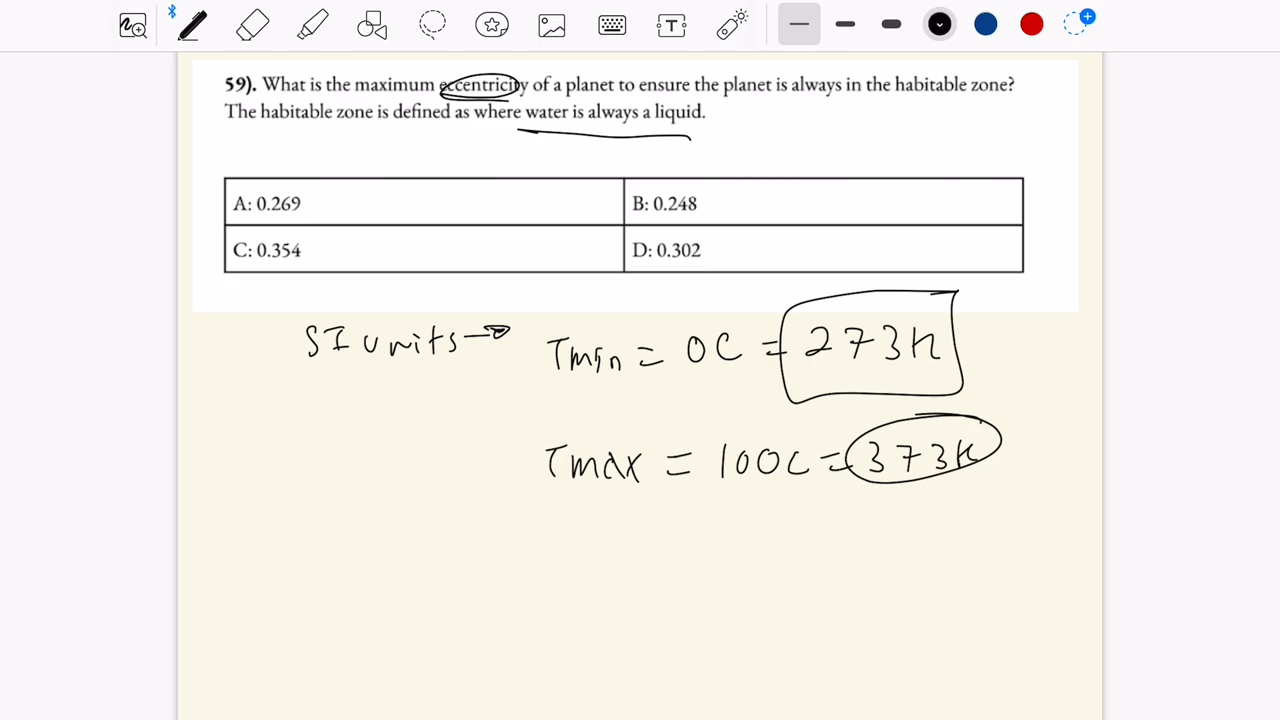 59). What is the maximum eccentricity of a planet to ensure the planet is always in the habitable zone?
The habitable zone is defined as where water is always a liquid.
A: 0.269
B: 0.248
C: 0.354
D: 0.302
SI units → Tmin = 0C = 273K
Tmax = 100C = 373K